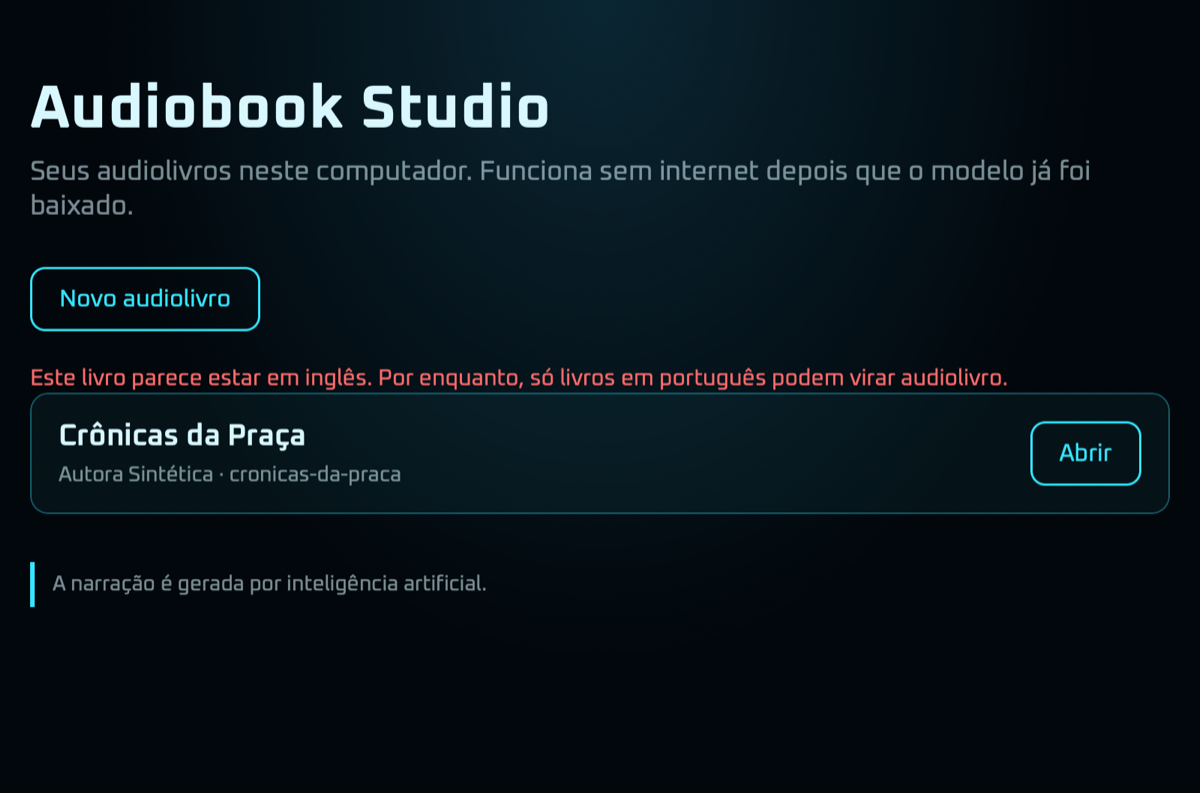 Audiobook Studio
Seus audiolivros neste computador. Funciona sem internet depois que o modelo já foi
baixado.
Novo audiolivro
Este livro parece estar em inglês. Por enquanto, só livros em português podem virar audiolivro.
Crônicas da Praça
Autora Sintética · cronicas-da-praca
Abrir
A narração é gerada por inteligência artificial.